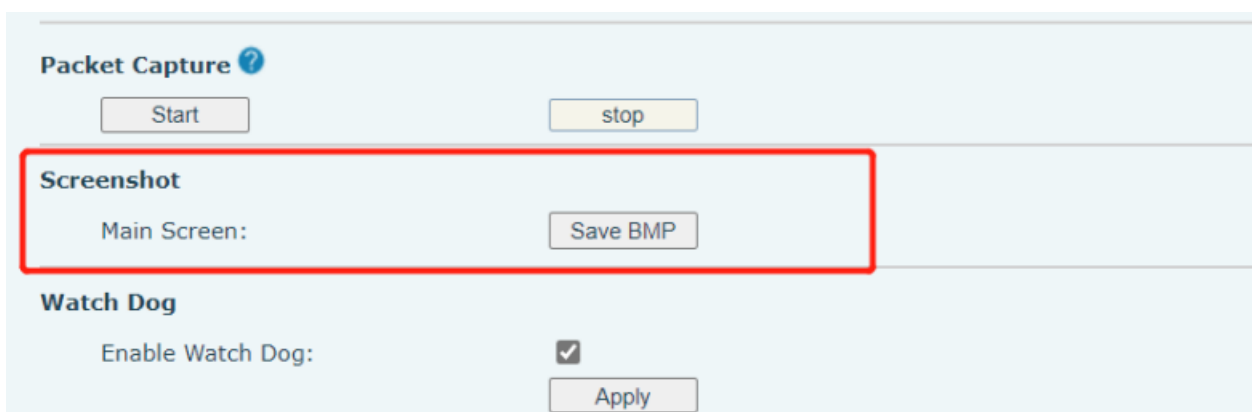 Packet Capture ?
Start stop
Screenshot
Main Screen: Save BMP
Watch Dog
Enable Watch Dog:
Apply